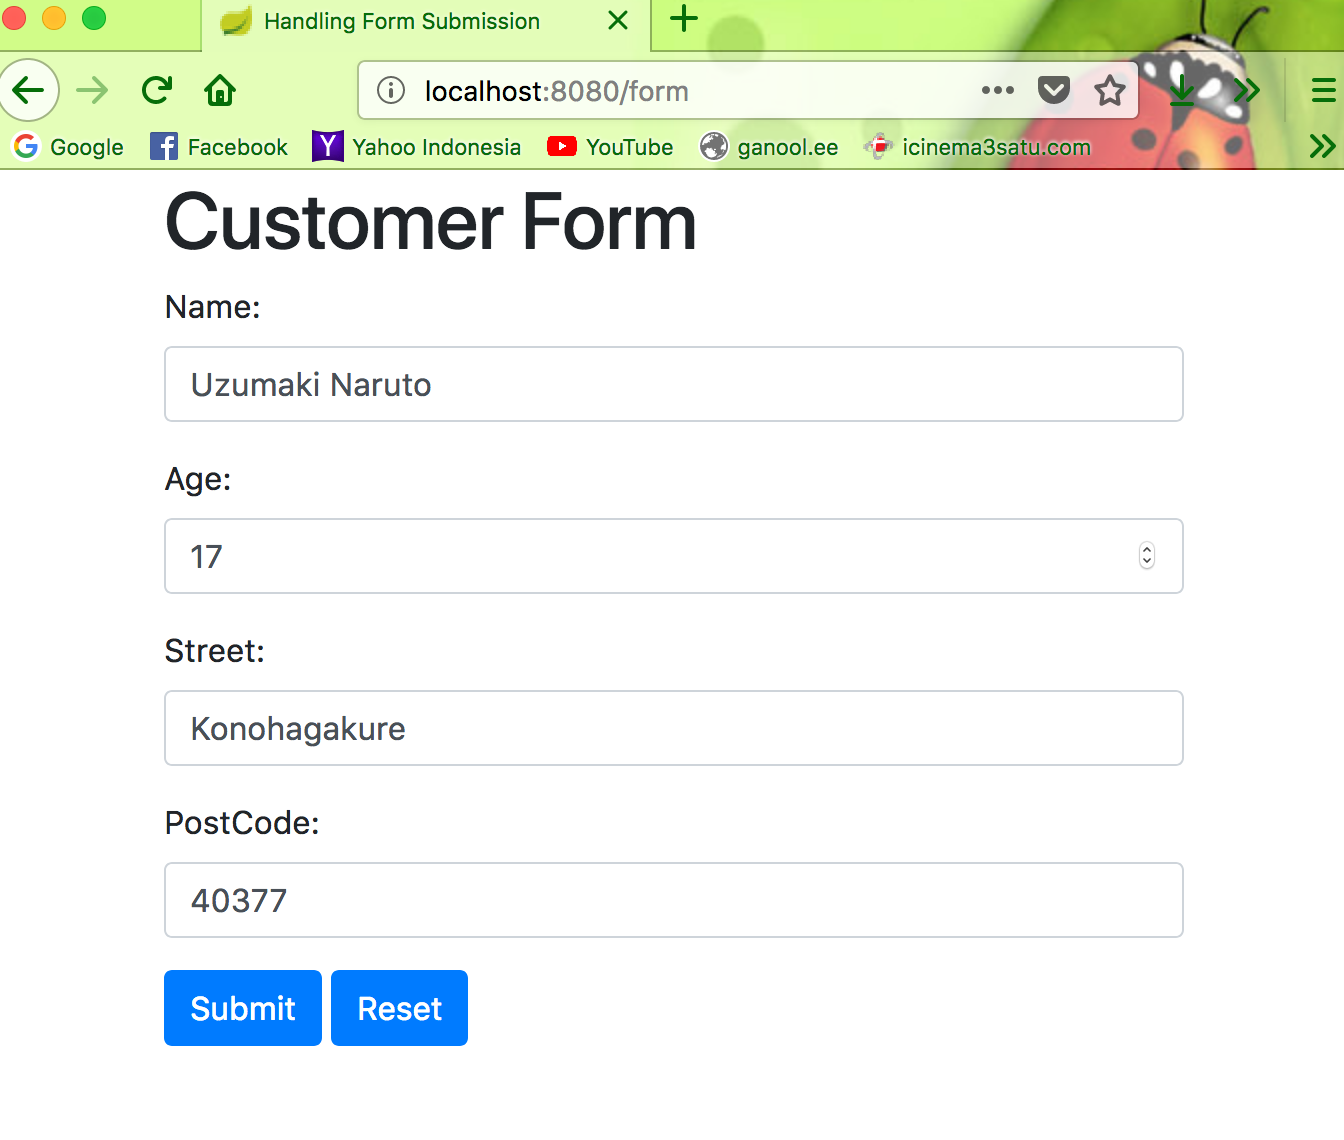 Handling Form Submission
localhost:8080/form
Google Facebook Yahoo Indonesia YouTube ganool.ee icinema3satu.com
Customer Form
Name:
Uzumaki Naruto
Age:
17
Street:
Konohagakure
PostCode:
40377
Submit Reset